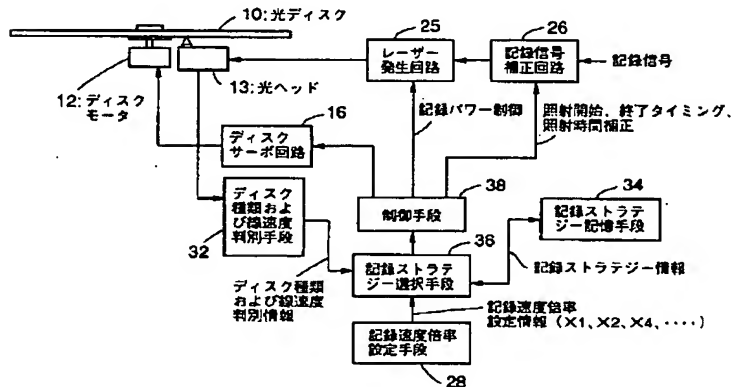 10:光ディスク
25
26
レーザー
発生回路
記録信号
補正回路
記録信号
13:光ヘッド
12:ディスク
モータ
16
ディスク
サーボ回路
記録パワー制御
照射開始、終了タイミング、
照射時間補正
38
34
ディスク
種類およ
び線速度
判別手段
32
制御手段
記録ストラテ
ジー記憶手段
36
記録ストラテ
ジー選択手段
記録ストラテジー情報
ディスク種類
および線速度
判別情報
記録速度倍率
設定情報(×1、×2、×4、・・・・)
記録速度倍率
設定手段
28